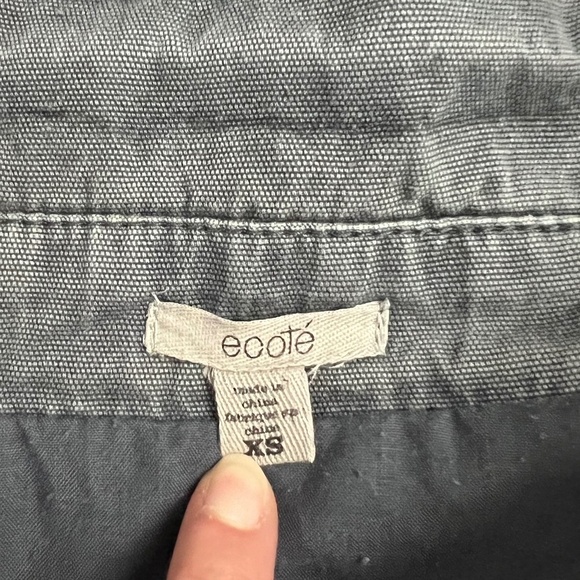 ecoté
made in
china
fabriqué en
chine
XS